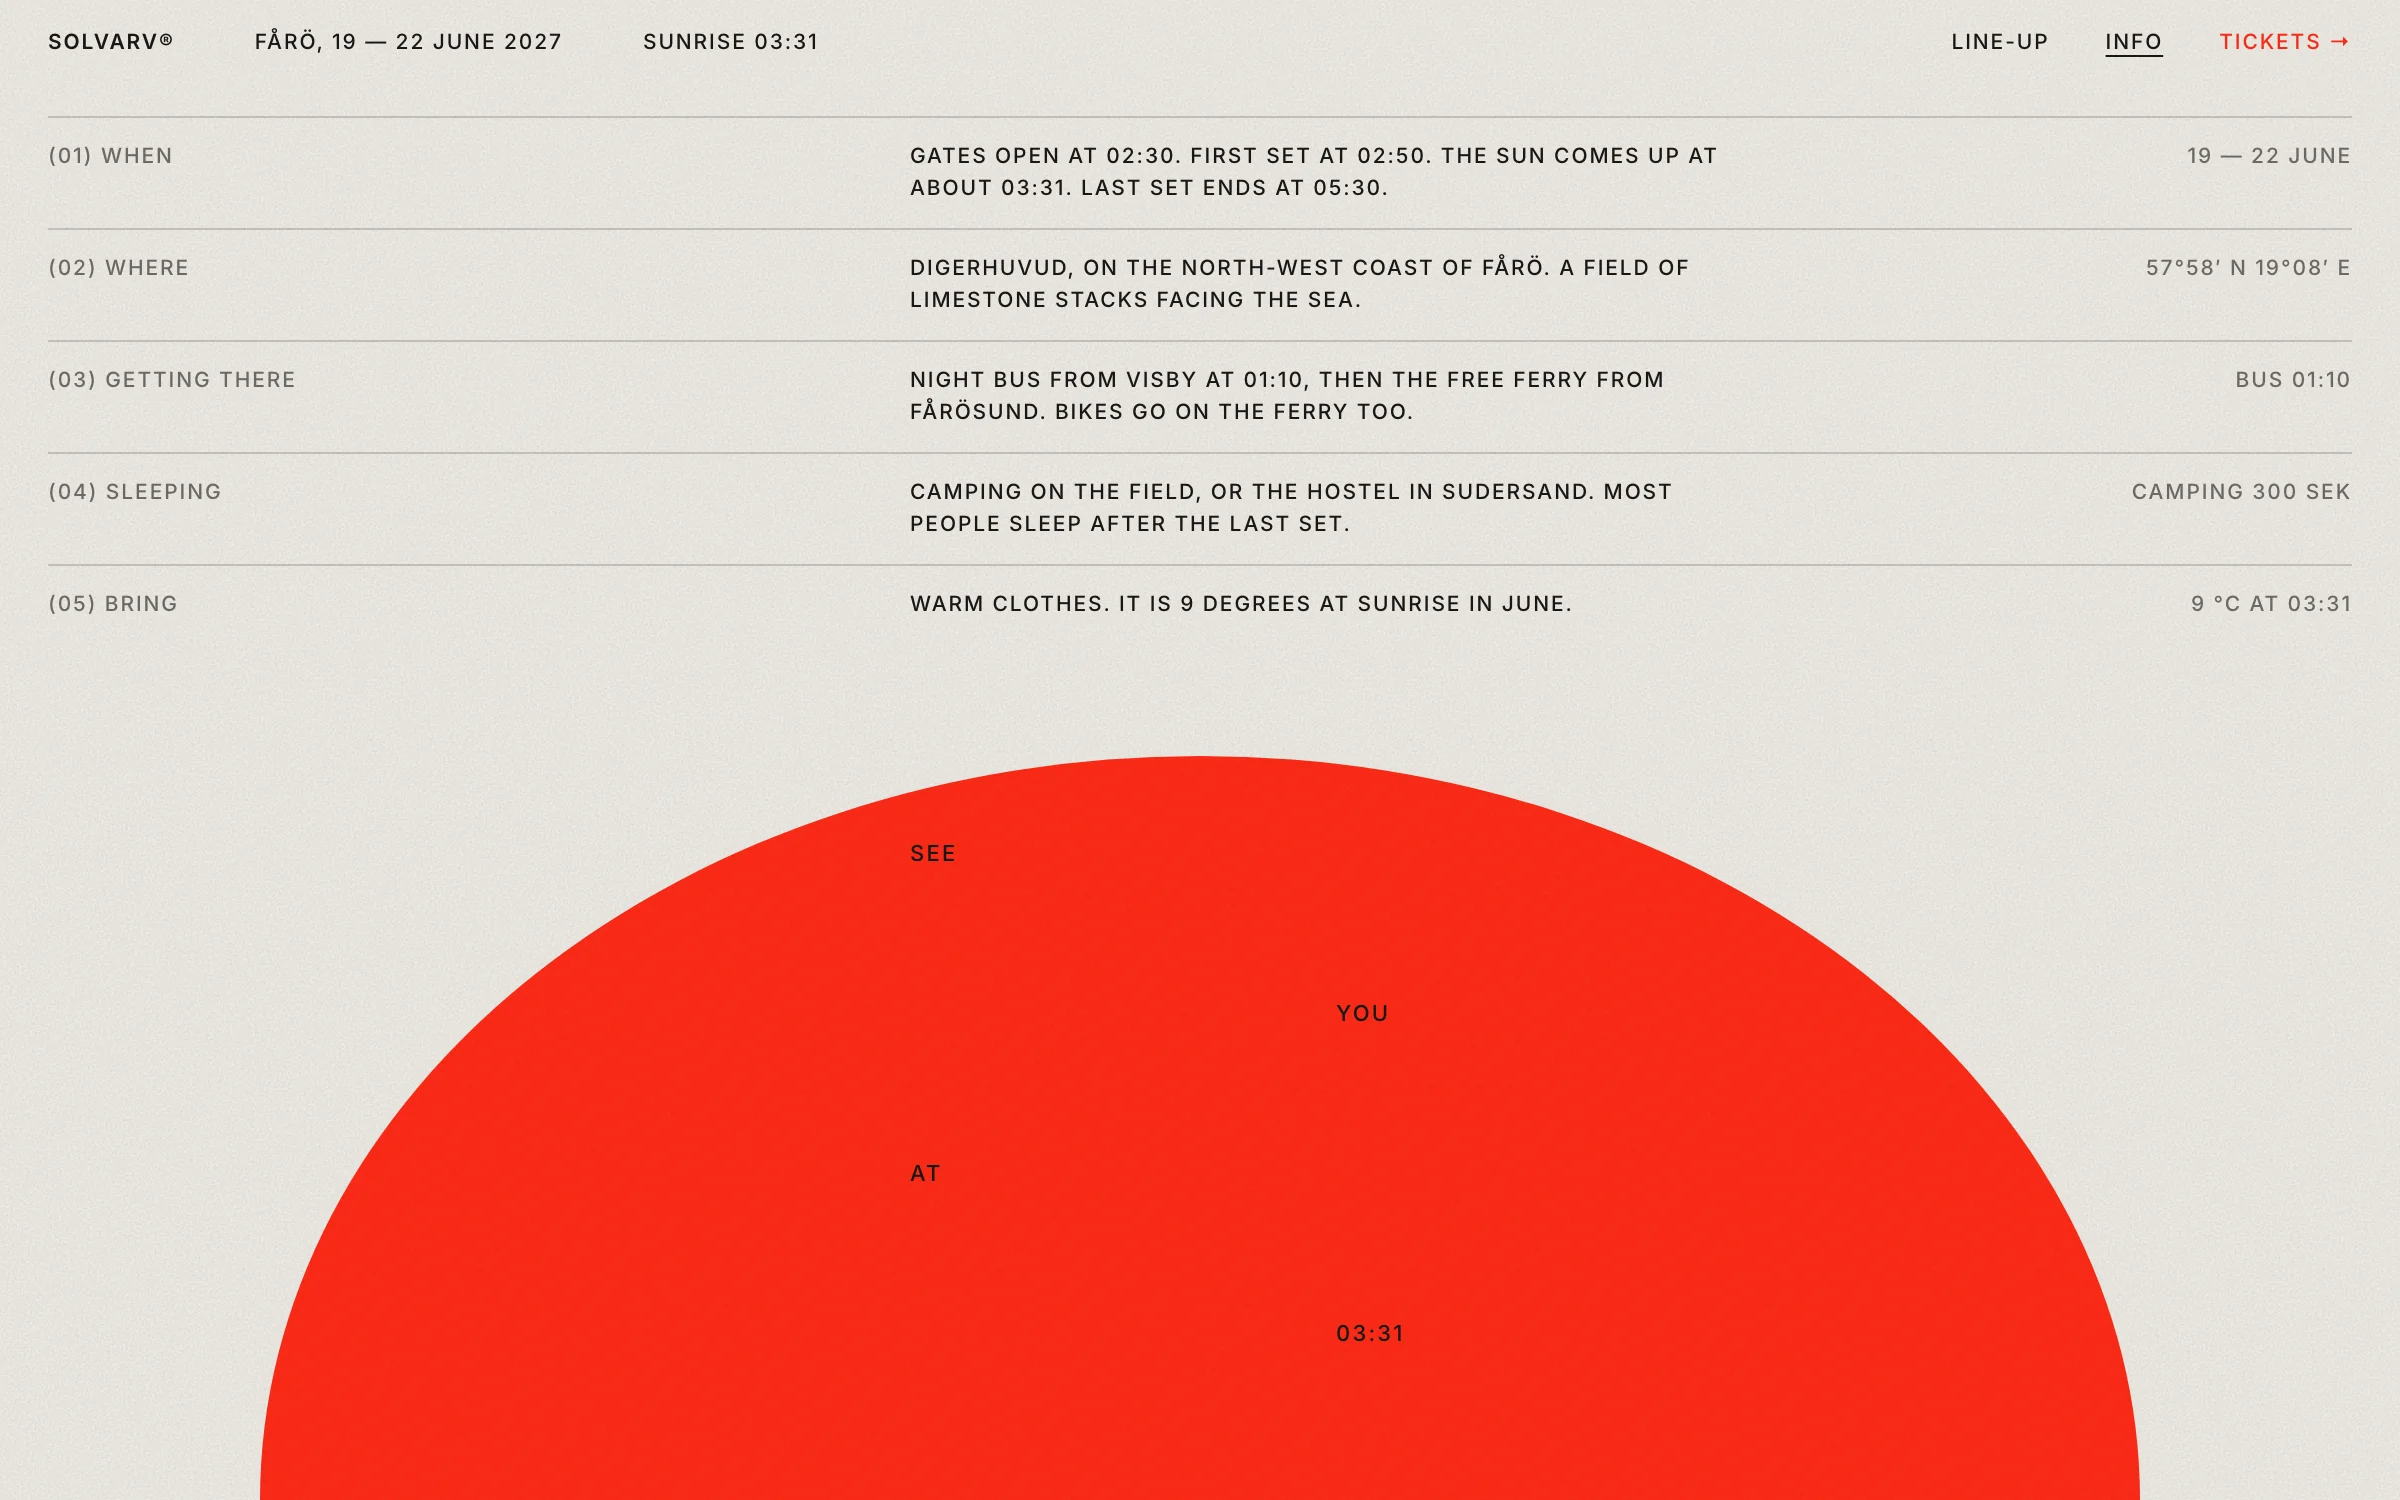 SOLVARV® FÅRÖ, 19 — 22 JUNE 2027 SUNRISE 03:31 LINE-UP INFO TICKETS →
(01) WHEN
GATES OPEN AT 02:30. FIRST SET AT 02:50. THE SUN COMES UP AT
ABOUT 03:31. LAST SET ENDS AT 05:30.
19 — 22 JUNE
(02) WHERE
DIGERHUVUD, ON THE NORTH-WEST COAST OF FÅRÖ. A FIELD OF
LIMESTONE STACKS FACING THE SEA.
57°58′ N 19°08′ E
(03) GETTING THERE
NIGHT BUS FROM VISBY AT 01:10, THEN THE FREE FERRY FROM
FÅRÖSUND. BIKES GO ON THE FERRY TOO.
BUS 01:10
(04) SLEEPING
CAMPING ON THE FIELD, OR THE HOSTEL IN SUDERSAND. MOST
PEOPLE SLEEP AFTER THE LAST SET.
CAMPING 300 SEK
(05) BRING
WARM CLOTHES. IT IS 9 DEGREES AT SUNRISE IN JUNE.
9 °C AT 03:31
SEE
YOU
AT
03:31